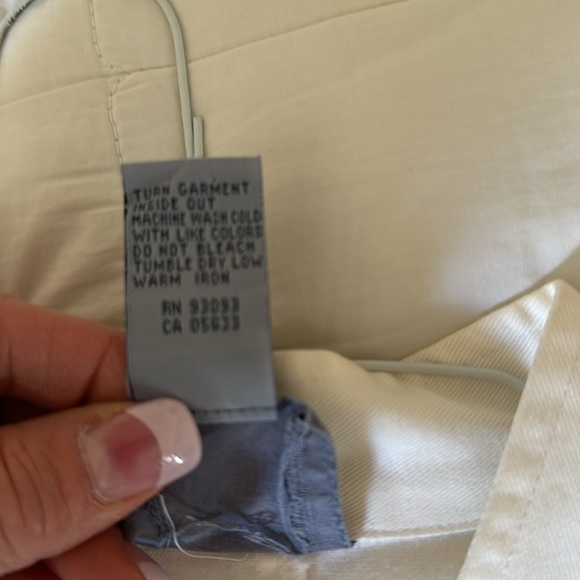 TURN GARMENT
INSIDE OUT
MACHINE WASH COLD
WITH LIKE COLORS
DO NOT BLEACH
TUMBLE DRY LOW
WARM IRON
RN 93093
CA 05633